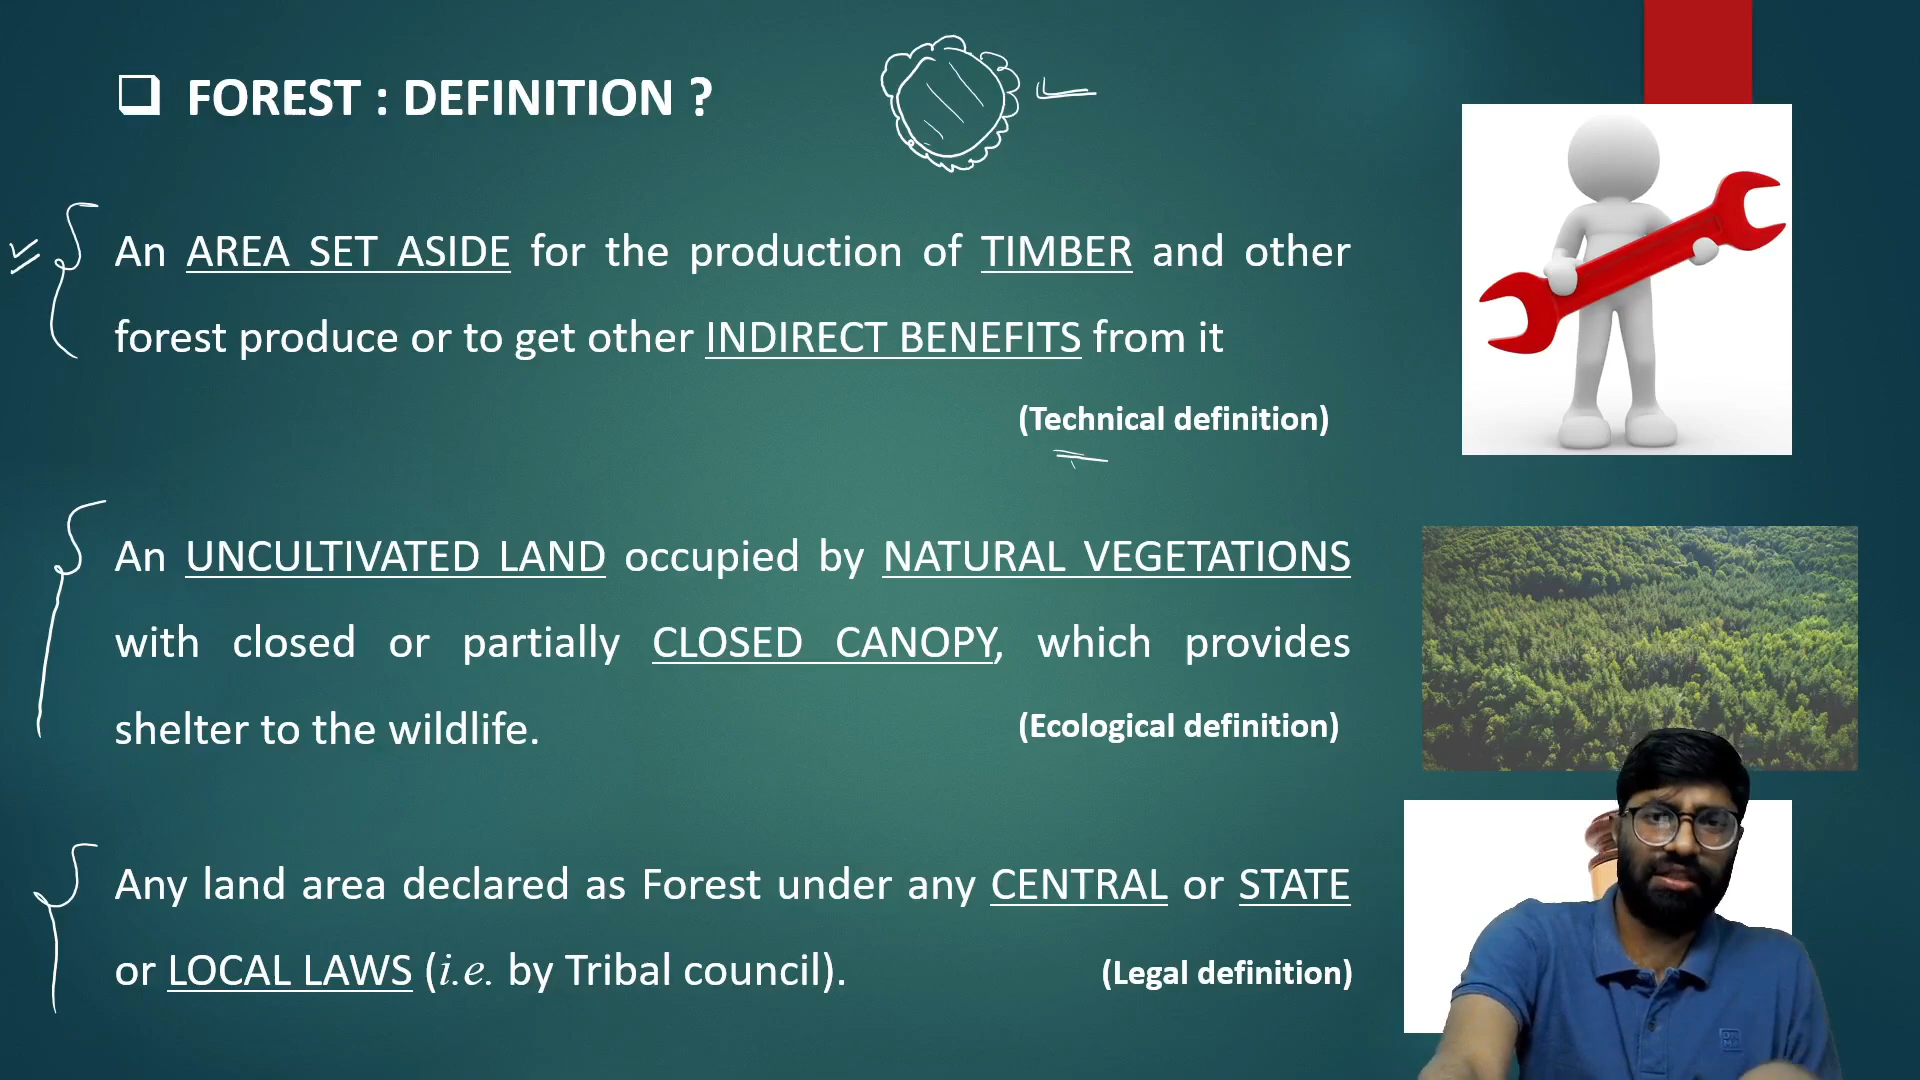 FOREST : DEFINITION ?
An AREA SET ASIDE for the production of TIMBER and other
forest produce or to get other INDIRECT BENEFITS from it
(Technical definition)
An UNCULTIVATED LAND occupied by NATURAL VEGETATIONS
with closed or partially CLOSED CANOPY, which provides
shelter to the wildlife.
(Ecological definition)
Any land area declared as Forest under any CENTRAL or STATE
or LOCAL LAWS (i.e. by Tribal council).
(Legal definition)